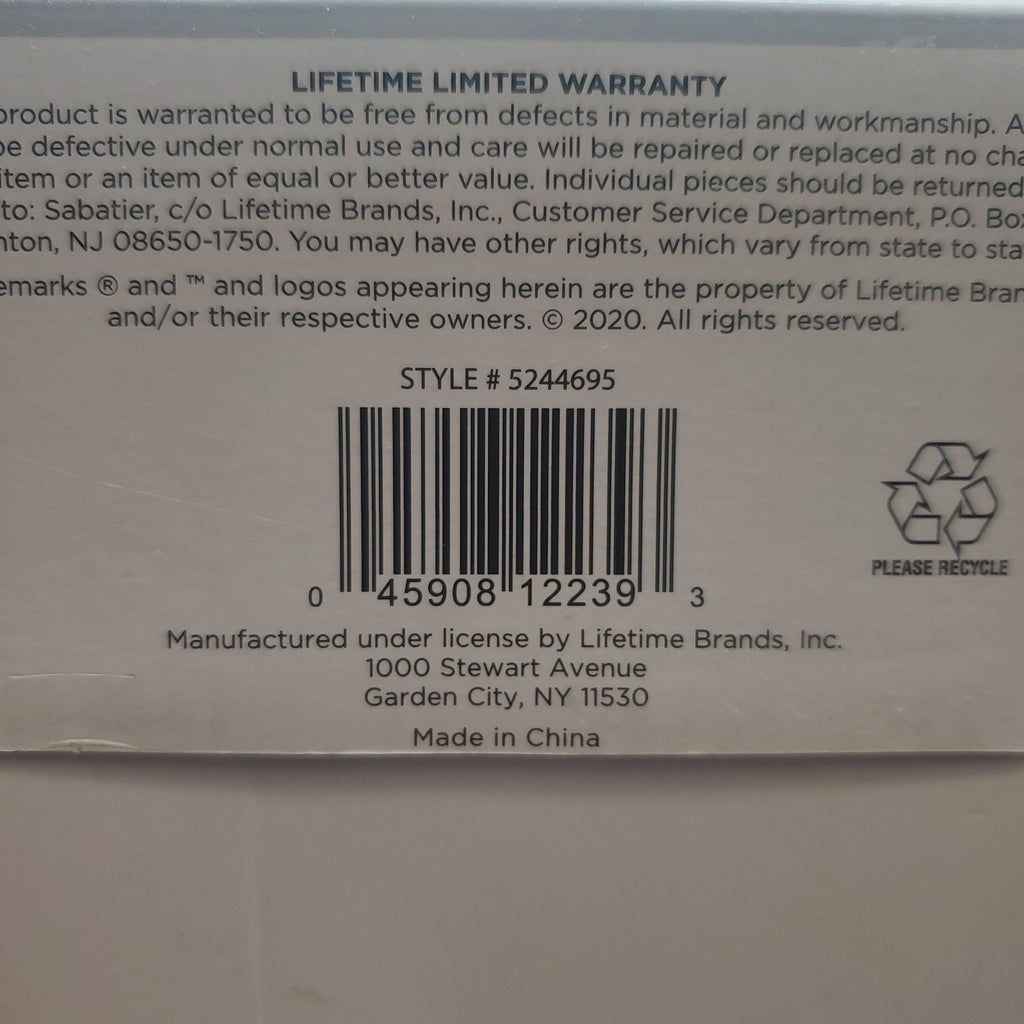 LIFETIME LIMITED WARRANTY
product is warranted to be free from defects in material and workmanship. A
be defective under normal use and care will be repaired or replaced at no cha
item or an item of equal or better value. Individual pieces should be returned
to: Sabatier, c/o Lifetime Brands, Inc., Customer Service Department, P.O. Box
nton, NJ 08650-1750. You may have other rights, which vary from state to sta
emarks ® and ™ and logos appearing herein are the property of Lifetime Bran
and/or their respective owners. © 2020. All rights reserved.
STYLE # 5244695
0 45908 12239 3
PLEASE RECYCLE
Manufactured under license by Lifetime Brands, Inc.
1000 Stewart Avenue
Garden City, NY 11530
Made in China